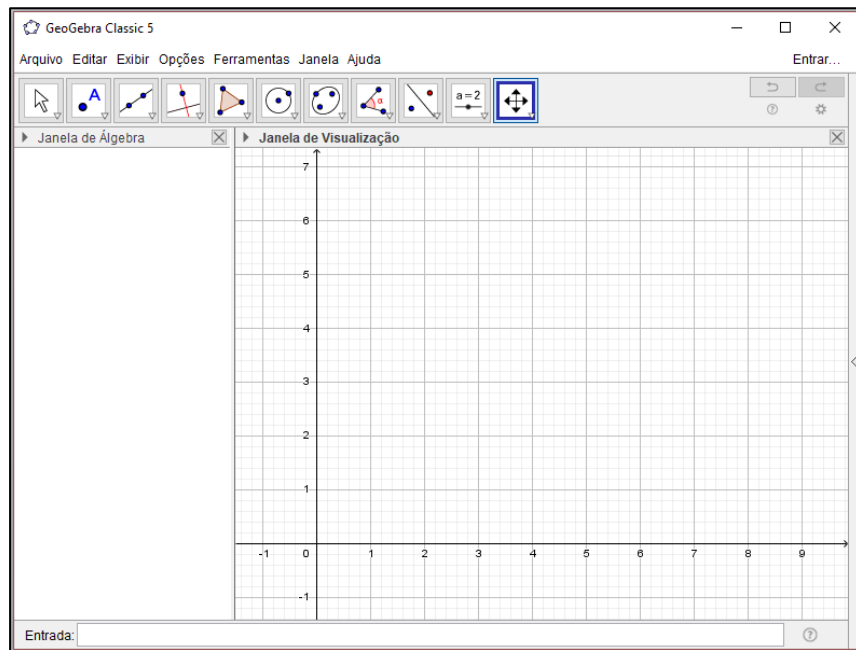 GeoGebra Classic 5
Arquivo Editar Exibir Opções Ferramentas Janela Ajuda Entrar...
A α a=2
Janela de Álgebra Janela de Visualização
7
6
5
4
3
2
1
-1 0 1 2 3 4 5 6 7 8 9
-1
Entrada: